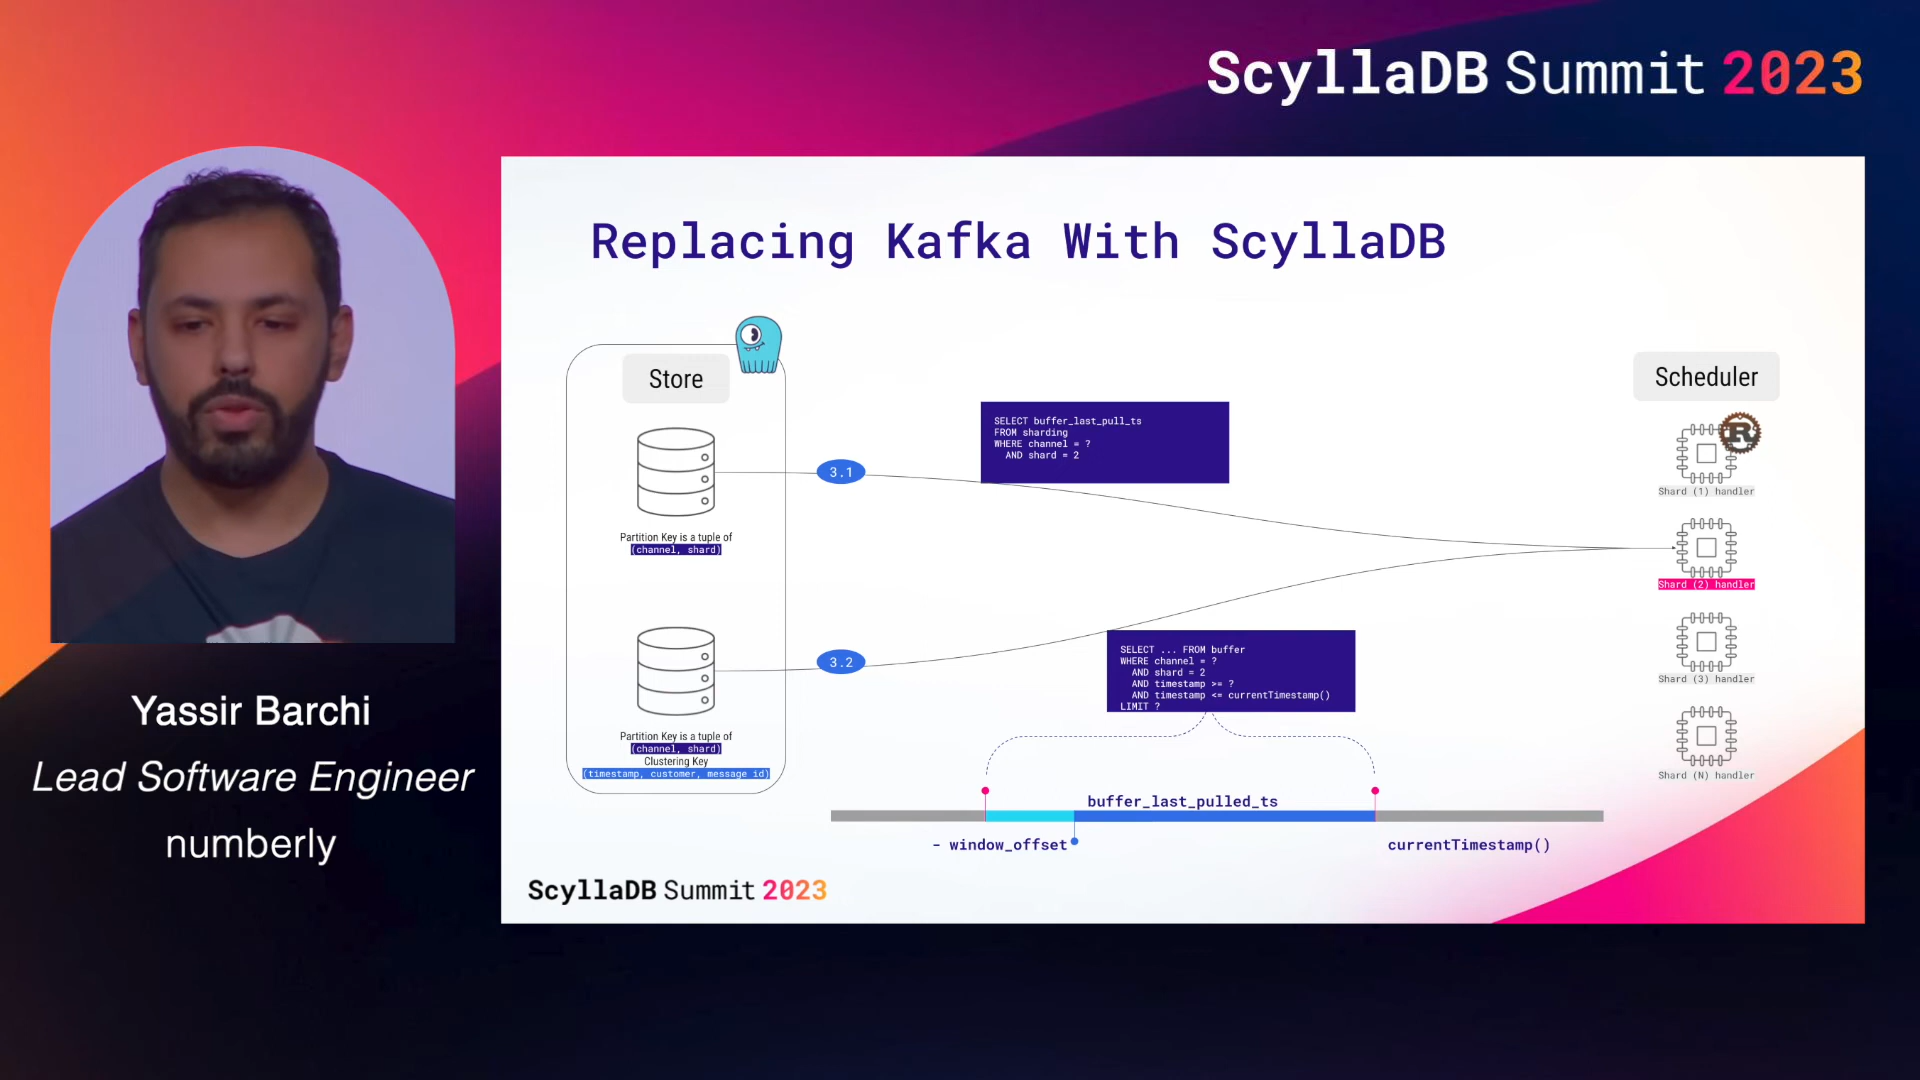 ScyllaDB Summit 2023
Replacing Kafka With ScyllaDB
Store
Scheduler
SELECT buffer_last_pull_ts
FROM sharding
WHERE channel = ?
AND shard = 2
3.1
Shard (1) handler
Partition Key is a tuple of
(channel, shard)
Shard (2) handler
SELECT ... FROM buffer
WHERE channel = ?
AND shard = 2
AND timestamp >= ?
AND timestamp <= currentTimestamp()
LIMIT ?
3.2
Shard (3) handler
Partition Key is a tuple of
(channel, shard)
Clustering Key
(timestamp, customer, message id)
Shard (N) handler
buffer_last_pulled_ts
- window_offset
currentTimestamp()
ScyllaDB Summit 2023
Yassir Barchi
Lead Software Engineer
numberly